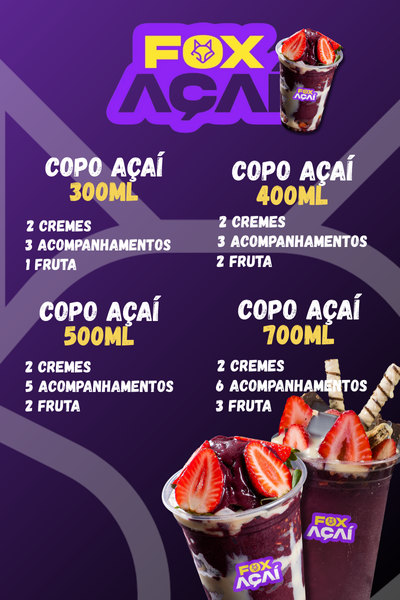 FOX
AÇAÍ
FOX
AÇAÍ
COPO AÇAÍ
300ML
2 CREMES
3 ACOMPANHAMENTOS
1 FRUTA
COPO AÇAÍ
400ML
2 CREMES
3 ACOMPANHAMENTOS
2 FRUTA
COPO AÇAÍ
500ML
2 CREMES
5 ACOMPANHAMENTOS
2 FRUTA
COPO AÇAÍ
700ML
2 CREMES
6 ACOMPANHAMENTOS
3 FRUTA
FOX
AÇAÍ
FOX
AÇAÍ